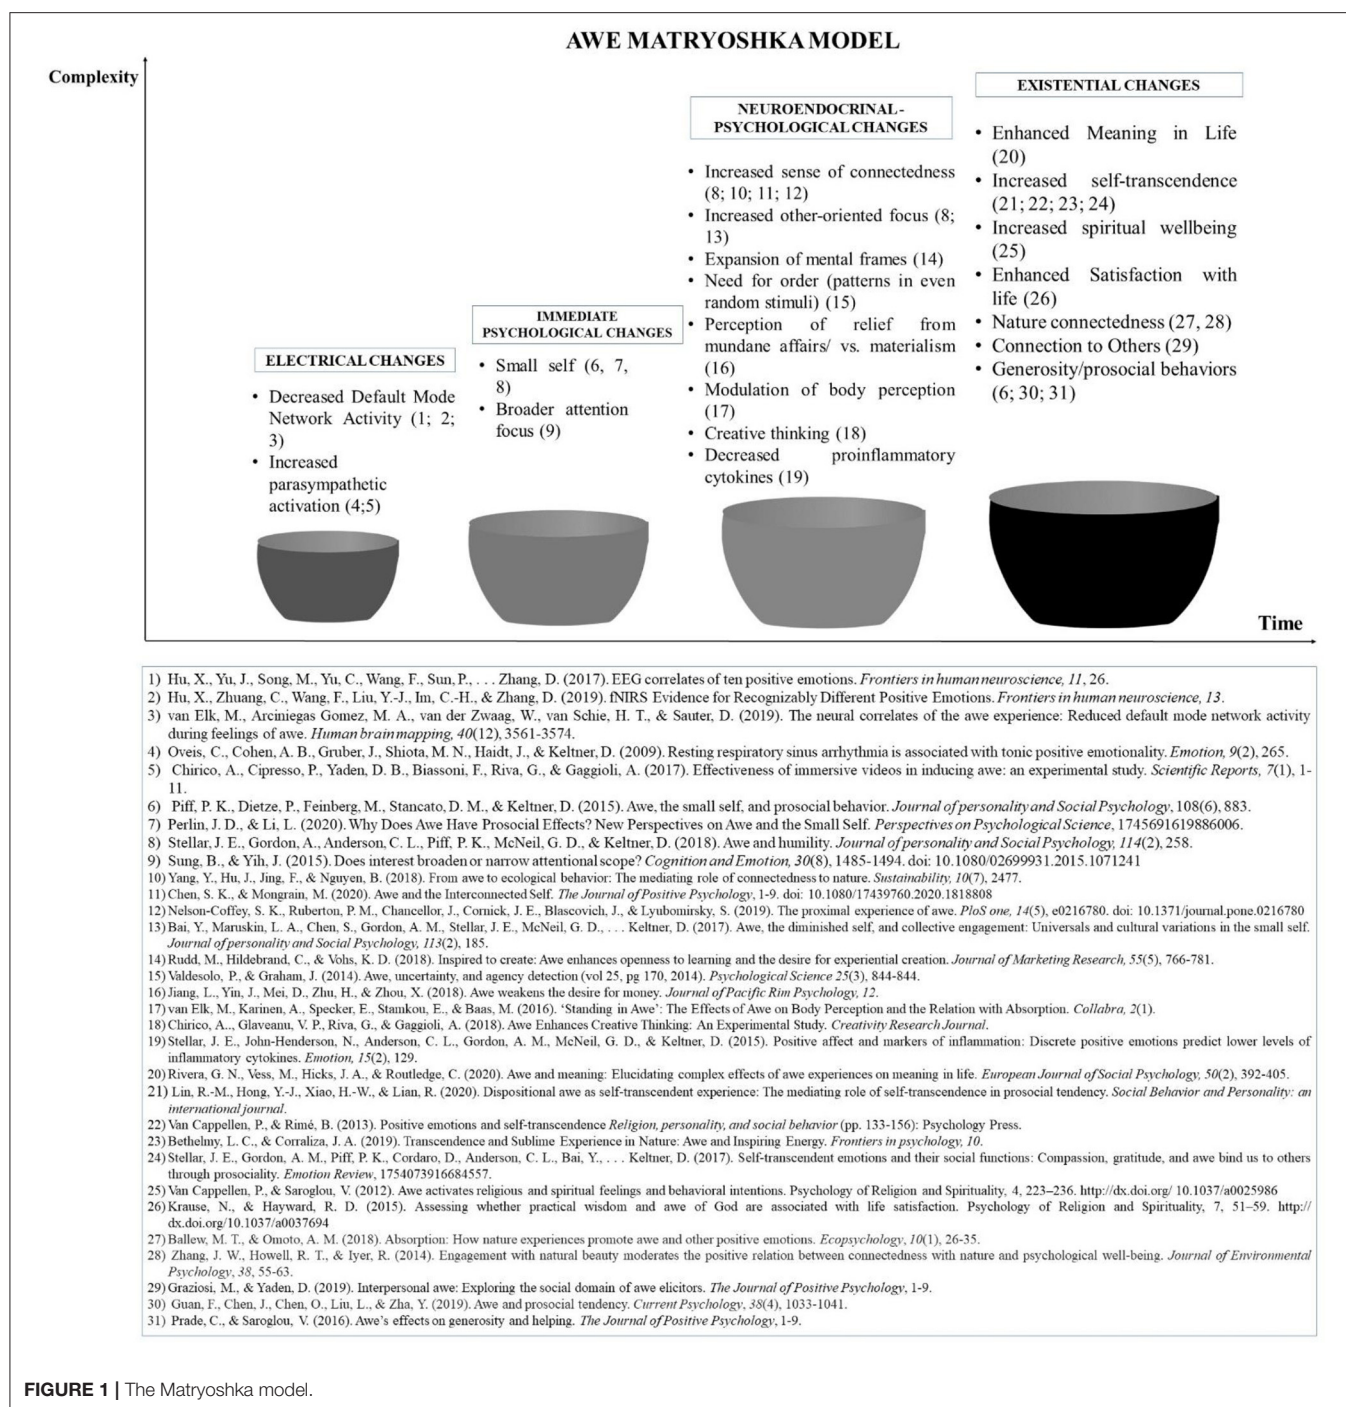 AWE MATRYOSHKA MODEL
Complexity
ELECTRICAL CHANGES
• Decreased Default Mode
Network Activity (1; 2;
3)
• Increased
parasympathetic
activation (4;5)
IMMEDIATE
PSYCHOLOGICAL CHANGES
• Small self (6, 7,
8)
• Broader attention
focus (9)
NEUROENDOCRINAL-
PSYCHOLOGICAL CHANGES
• Increased sense of connectedness
(8; 10; 11; 12)
• Increased other-oriented focus (8;
13)
• Expansion of mental frames (14)
• Need for order (patterns in even
random stimuli) (15)
• Perception of relief from
mundane affairs/ vs. materialism
(16)
• Modulation of body perception
(17)
• Creative thinking (18)
• Decreased proinflammatory
cytokines (19)
EXISTENTIAL CHANGES
• Enhanced Meaning in Life
(20)
• Increased self-transcendence
(21; 22; 23; 24)
• Increased spiritual wellbeing
(25)
• Enhanced Satisfaction with
life (26)
• Nature connectedness (27, 28)
• Connection to Others (29)
• Generosity/prosocial behaviors
(6; 30; 31)
Time
1) Hu, X., Yu, J., Song, M., Yu, C., Wang, F., Sun, P., . . . Zhang, D. (2017). EEG correlates of ten positive emotions. Frontiers in human neuroscience, 11, 26.
2) Hu, X., Zhuang, C., Wang, F., Liu, Y.-J., Im, C.-H., & Zhang, D. (2019). fNIRS Evidence for Recognizably Different Positive Emotions. Frontiers in human neuroscience, 13.
3) van Elk, M., Arciniegas Gomez, M. A., van der Zwaag, W., van Schie, H. T., & Sauter, D. (2019). The neural correlates of the awe experience: Reduced default mode network activity
during feelings of awe. Human brain mapping, 40(12), 3561-3574.
4) Oveis, C., Cohen, A. B., Gruber, J., Shiota, M. N., Haidt, J., & Keltner, D. (2009). Resting respiratory sinus arrhythmia is associated with tonic positive emotionality. Emotion, 9(2), 265.
5) Chirico, A., Cipresso, P., Yaden, D. B., Biassoni, F., Riva, G., & Gaggioli, A. (2017). Effectiveness of immersive videos in inducing awe: an experimental study. Scientific Reports, 7(1), 1-
11.
6) Piff, P. K., Dietze, P., Feinberg, M., Stancato, D. M., & Keltner, D. (2015). Awe, the small self, and prosocial behavior. Journal of personality and Social Psychology, 108(6), 883.
7) Perlin, J. D., & Li, L. (2020). Why Does Awe Have Prosocial Effects? New Perspectives on Awe and the Small Self. Perspectives on Psychological Science, 1745691619886006.
8) Stellar, J. E., Gordon, A., Anderson, C. L., Piff, P. K., McNeil, G. D., & Keltner, D. (2018). Awe and humility. Journal of personality and Social Psychology, 114(2), 258.
9) Sung, B., & Yih, J. (2015). Does interest broaden or narrow attentional scope? Cognition and Emotion, 30(8), 1485-1494. doi: 10.1080/02699931.2015.1071241
10) Yang, Y., Hu, J., Jing, F., & Nguyen, B. (2018). From awe to ecological behavior: The mediating role of connectedness to nature. Sustainability, 10(7), 2477.
11) Chen, S. K., & Mongrain, M. (2020). Awe and the Interconnected Self. The Journal of Positive Psychology, 1-9. doi: 10.1080/17439760.2020.1818808
12) Nelson-Coffey, S. K., Ruberton, P. M., Chancellor, J., Cornick, J. E., Blascovich, J., & Lyubomirsky, S. (2019). The proximal experience of awe. PloS one, 14(5), e0216780. doi: 10.1371/journal.pone.0216780
13) Bai, Y., Maruskin, L. A., Chen, S., Gordon, A. M., Stellar, J. E., McNeil, G. D., . . . Keltner, D. (2017). Awe, the diminished self, and collective engagement: Universals and cultural variations in the small self.
Journal of personality and Social Psychology, 113(2), 185.
14) Rudd, M., Hildebrand, C., & Vohs, K. D. (2018). Inspired to create: Awe enhances openness to learning and the desire for experiential creation. Journal of Marketing Research, 55(5), 766-781.
15) Valdesolo, P., & Graham, J. (2014). Awe, uncertainty, and agency detection (vol 25, pg 170, 2014). Psychological Science 25(3), 844-844.
16) Jiang, L., Yin, J., Mei, D., Zhu, H., & Zhou, X. (2018). Awe weakens the desire for money. Journal of Pacific Rim Psychology, 12.
17) van Elk, M., Karinen, A., Specker, E., Stamkou, E., & Baas, M. (2016). ‘Standing in Awe’: The Effects of Awe on Body Perception and the Relation with Absorption. Collabra, 2(1).
18) Chirico, A.., Glaveanu, V. P., Riva, G., & Gaggioli, A. (2018). Awe Enhances Creative Thinking: An Experimental Study. Creativity Research Journal.
19) Stellar, J. E., John-Henderson, N., Anderson, C. L., Gordon, A. M., McNeil, G. D., & Keltner, D. (2015). Positive affect and markers of inflammation: Discrete positive emotions predict lower levels of
inflammatory cytokines. Emotion, 15(2), 129.
20) Rivera, G. N., Vess, M., Hicks, J. A., & Routledge, C. (2020). Awe and meaning: Elucidating complex effects of awe experiences on meaning in life. European Journal of Social Psychology, 50(2), 392-405.
21) Lin, R.-M., Hong, Y.-J., Xiao, H.-W., & Lian, R. (2020). Dispositional awe as self-transcendent experience: The mediating role of self-transcendence in prosocial tendency. Social Behavior and Personality: an
international journal.
22) Van Cappellen, P., & Rimé, B. (2013). Positive emotions and self-transcendence Religion, personality, and social behavior (pp. 133-156): Psychology Press.
23) Bethelmy, L. C., & Corraliza, J. A. (2019). Transcendence and Sublime Experience in Nature: Awe and Inspiring Energy. Frontiers in psychology, 10.
24) Stellar, J. E., Gordon, A. M., Piff, P. K., Cordaro, D., Anderson, C. L., Bai, Y., . . . Keltner, D. (2017). Self-transcendent emotions and their social functions: Compassion, gratitude, and awe bind us to others
through prosociality. Emotion Review, 1754073916684557.
25) Van Cappellen, P., & Saroglou, V. (2012). Awe activates religious and spiritual feelings and behavioral intentions. Psychology of Religion and Spirituality, 4, 223–236. http://dx.doi.org/ 10.1037/a0025986
26) Krause, N., & Hayward, R. D. (2015). Assessing whether practical wisdom and awe of God are associated with life satisfaction. Psychology of Religion and Spirituality, 7, 51–59. http://
dx.doi.org/10.1037/a0037694
27) Ballew, M. T., & Omoto, A. M. (2018). Absorption: How nature experiences promote awe and other positive emotions. Ecopsychology, 10(1), 26-35.
28) Zhang, J. W., Howell, R. T., & Iyer, R. (2014). Engagement with natural beauty moderates the positive relation between connectedness with nature and psychological well-being. Journal of Environmental
Psychology, 38, 55-63.
29) Graziosi, M., & Yaden, D. (2019). Interpersonal awe: Exploring the social domain of awe elicitors. The Journal of Positive Psychology, 1-9.
30) Guan, F., Chen, J., Chen, O., Liu, L., & Zha, Y. (2019). Awe and prosocial tendency. Current Psychology, 38(4), 1033-1041.
31) Prade, C., & Saroglou, V. (2016). Awe’s effects on generosity and helping. The Journal of Positive Psychology, 1-9.
FIGURE 1 | The Matryoshka model.